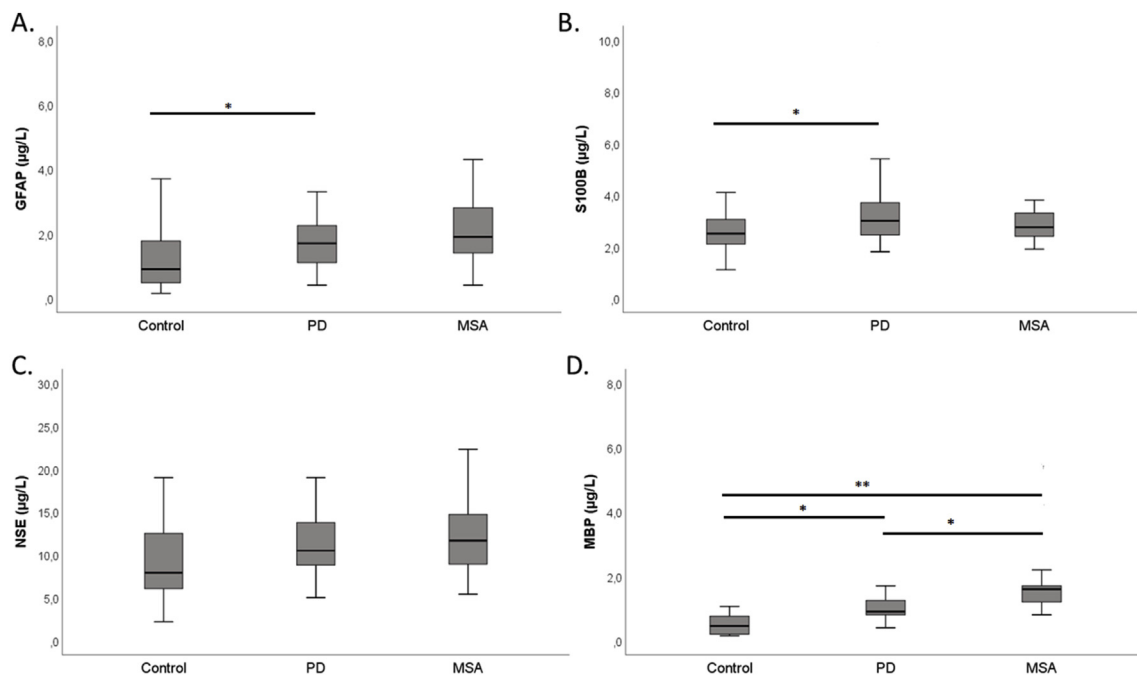 A.
8,0
6,0
4,0
2,0
,0
GFAP (µg/L)
*
Control PD MSA
B.
10,0
8,0
6,0
4,0
2,0
,0
S100B (µg/L)
*
Control PD MSA
C.
30,0
25,0
20,0
15,0
10,0
5,0
,0
NSE (µg/L)
Control PD MSA
D.
8,0
6,0
4,0
2,0
,0
MBP (µg/L)
**
*
*
Control PD MSA